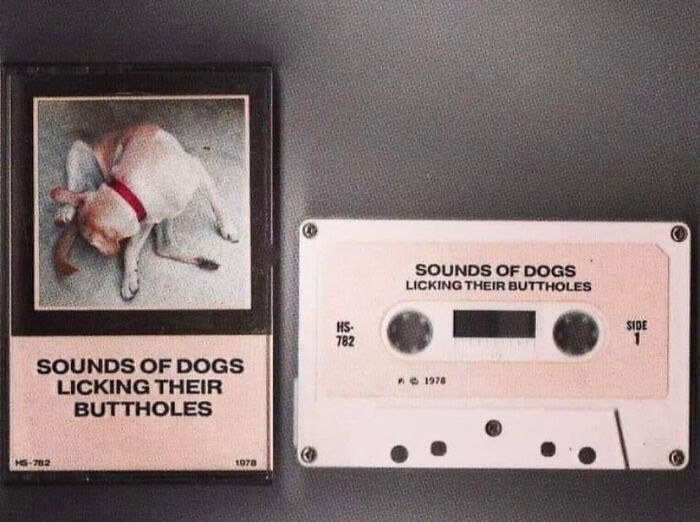 SOUNDS OF DOGS
LICKING THEIR
BUTTHOLES
HS-782 1978
SOUNDS OF DOGS
LICKING THEIR BUTTHOLES
HS-
782
SIDE
1
℗ © 1978